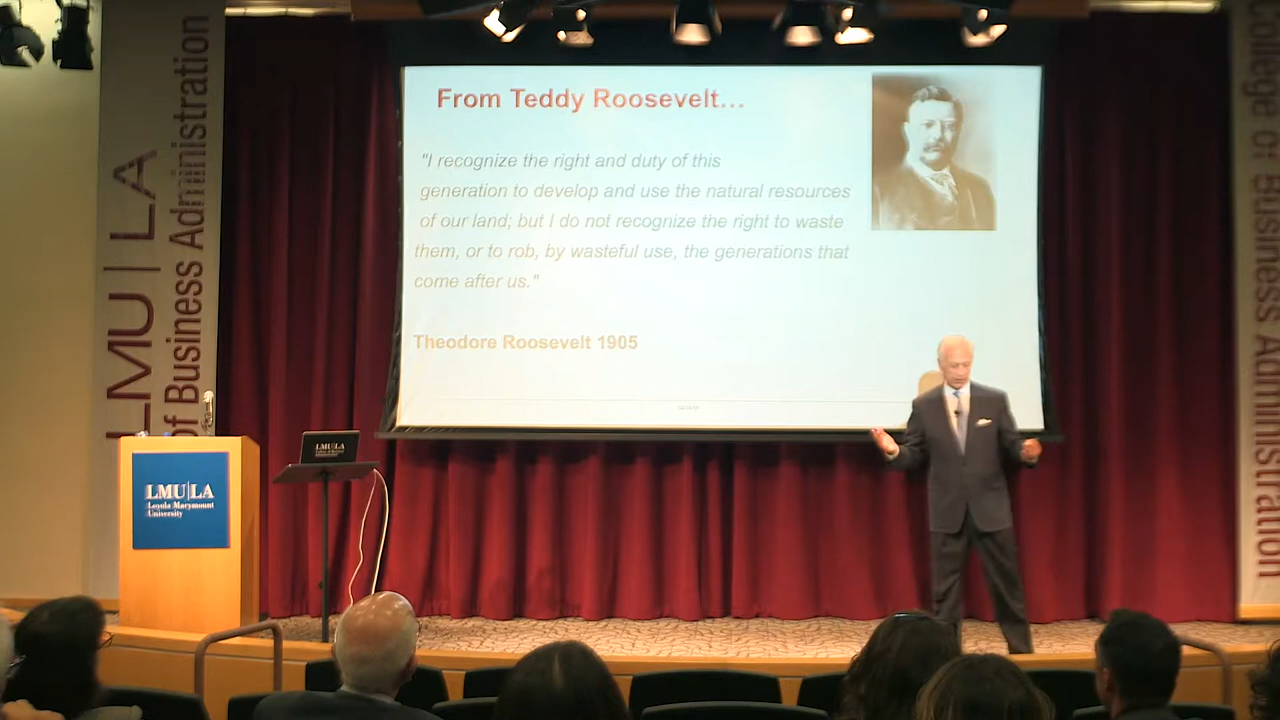 From Teddy Roosevelt...
"I recognize the right and duty of this
generation to develop and use the natural resources
of our land; but I do not recognize the right to waste
them, or to rob, by wasteful use, the generations that
come after us."
Theodore Roosevelt 1905
LMU | LA
of Business Administration
College of Business Administration
LMU|LA
Loyola Marymount
University
LMU|LA